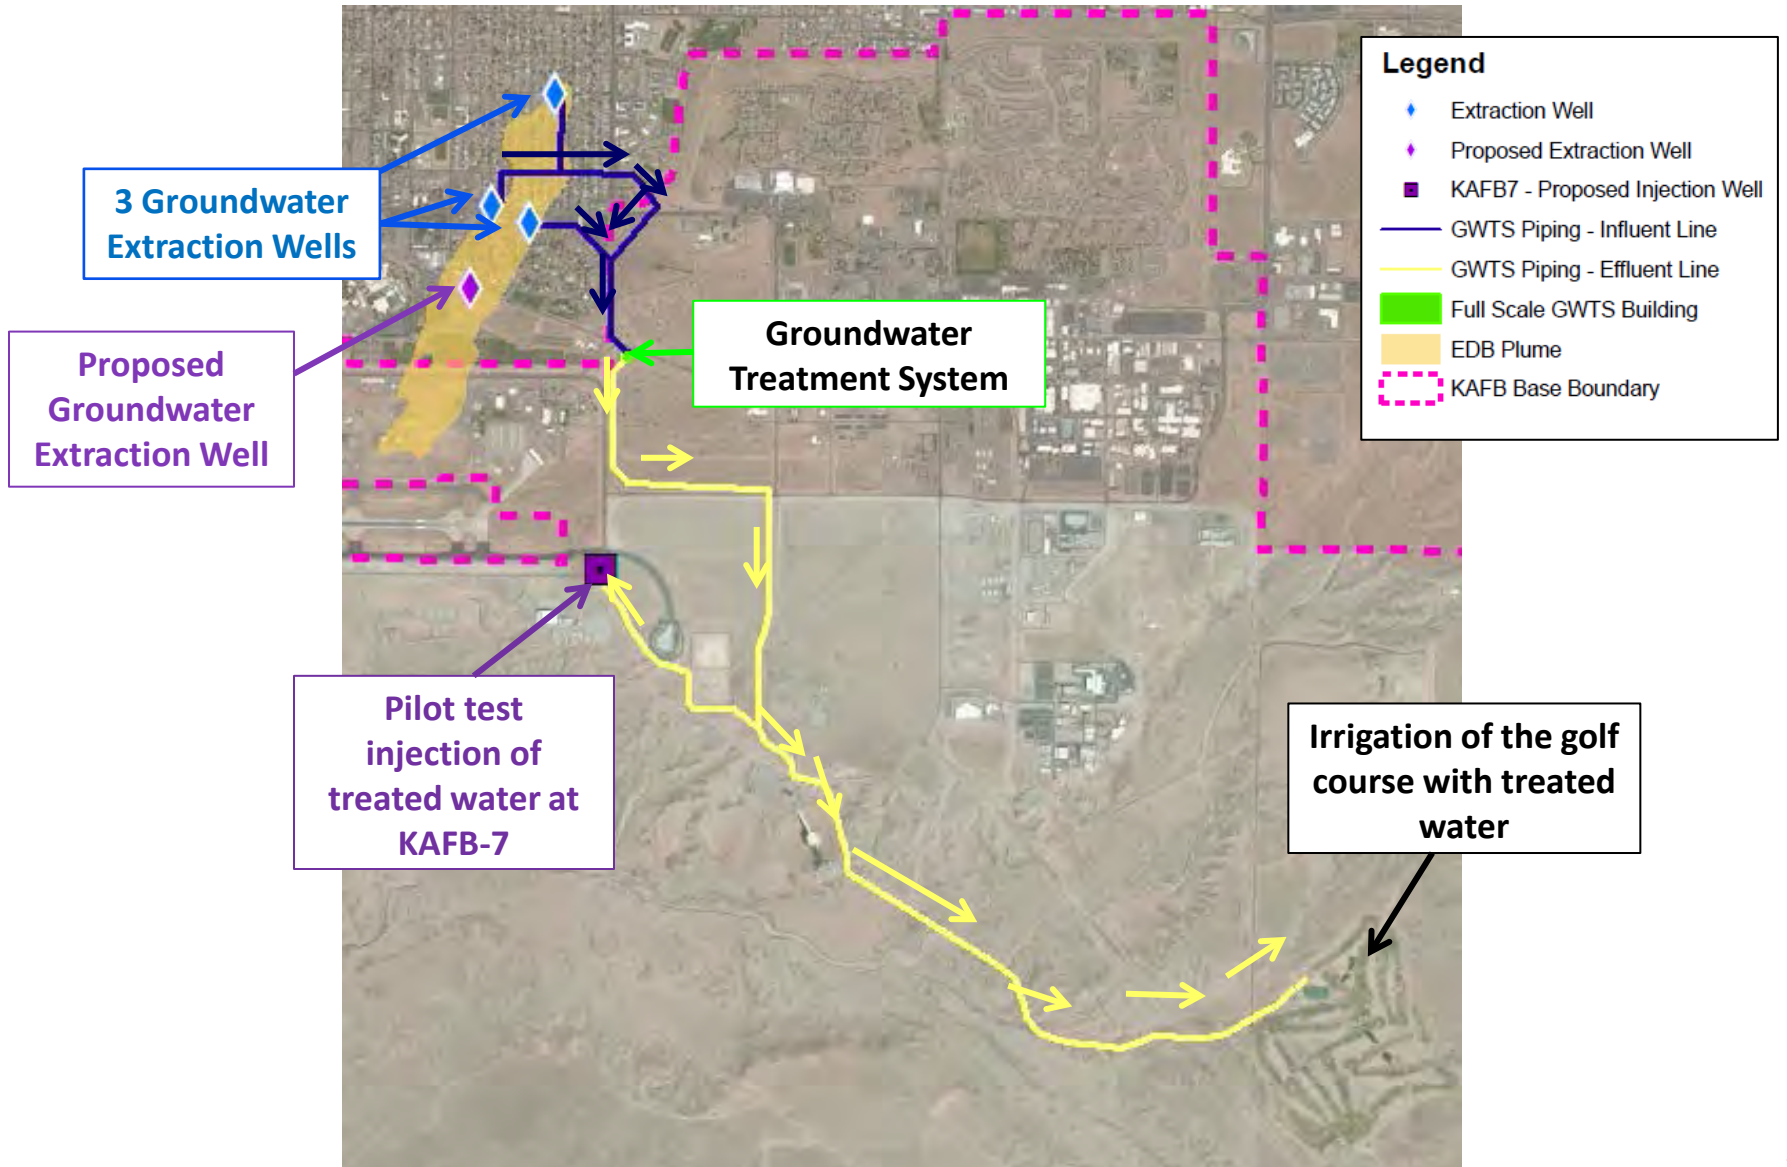 Legend
Extraction Well
Proposed Extraction Well
KAFB7 - Proposed Injection Well
GWTS Piping - Influent Line
GWTS Piping - Effluent Line
Full Scale GWTS Building
EDB Plume
KAFB Base Boundary
3 Groundwater
Extraction Wells
Proposed
Groundwater
Extraction Well
Groundwater
Treatment System
Pilot test
injection of
treated water at
KAFB-7
Irrigation of the golf
course with treated
water